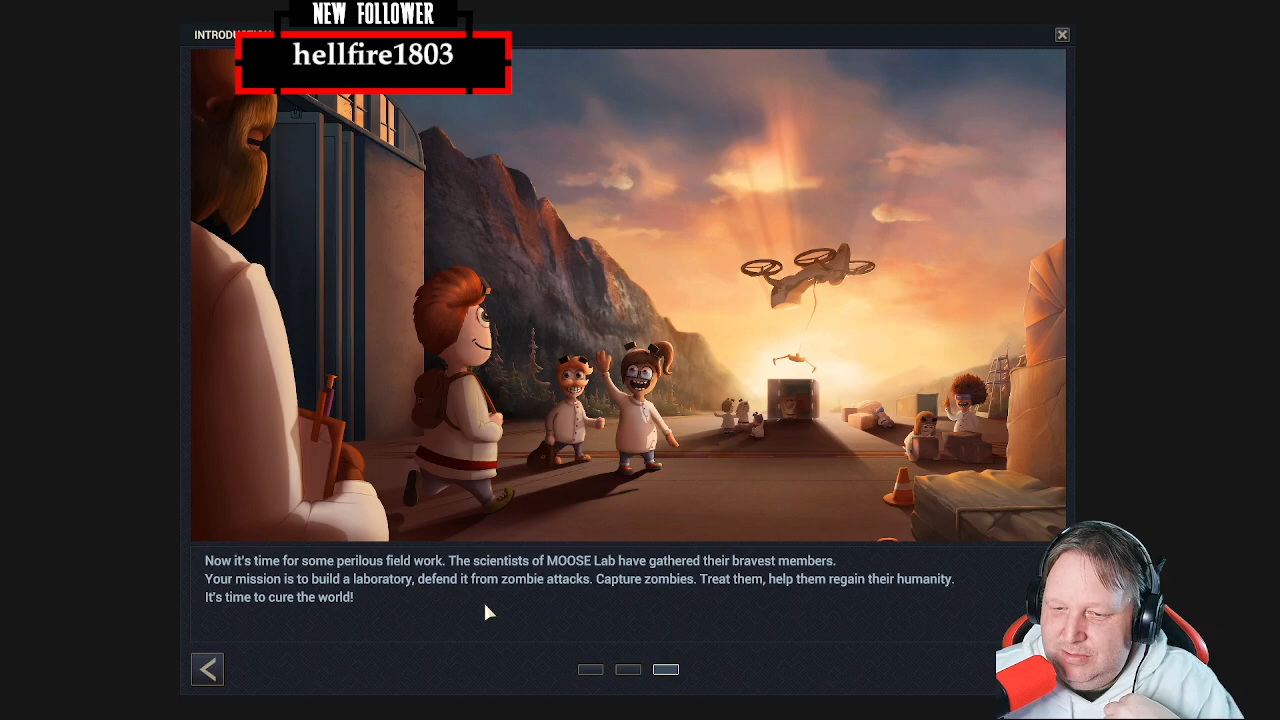 NEW FOLLOWER
hellfire1803
Now it's time for some perilous field work. The scientists of MOOSE Lab have gathered their bravest members.
Your mission is to build a laboratory, defend it from zombie attacks. Capture zombies. Treat them, help them regain their humanity.
It's time to cure the world!